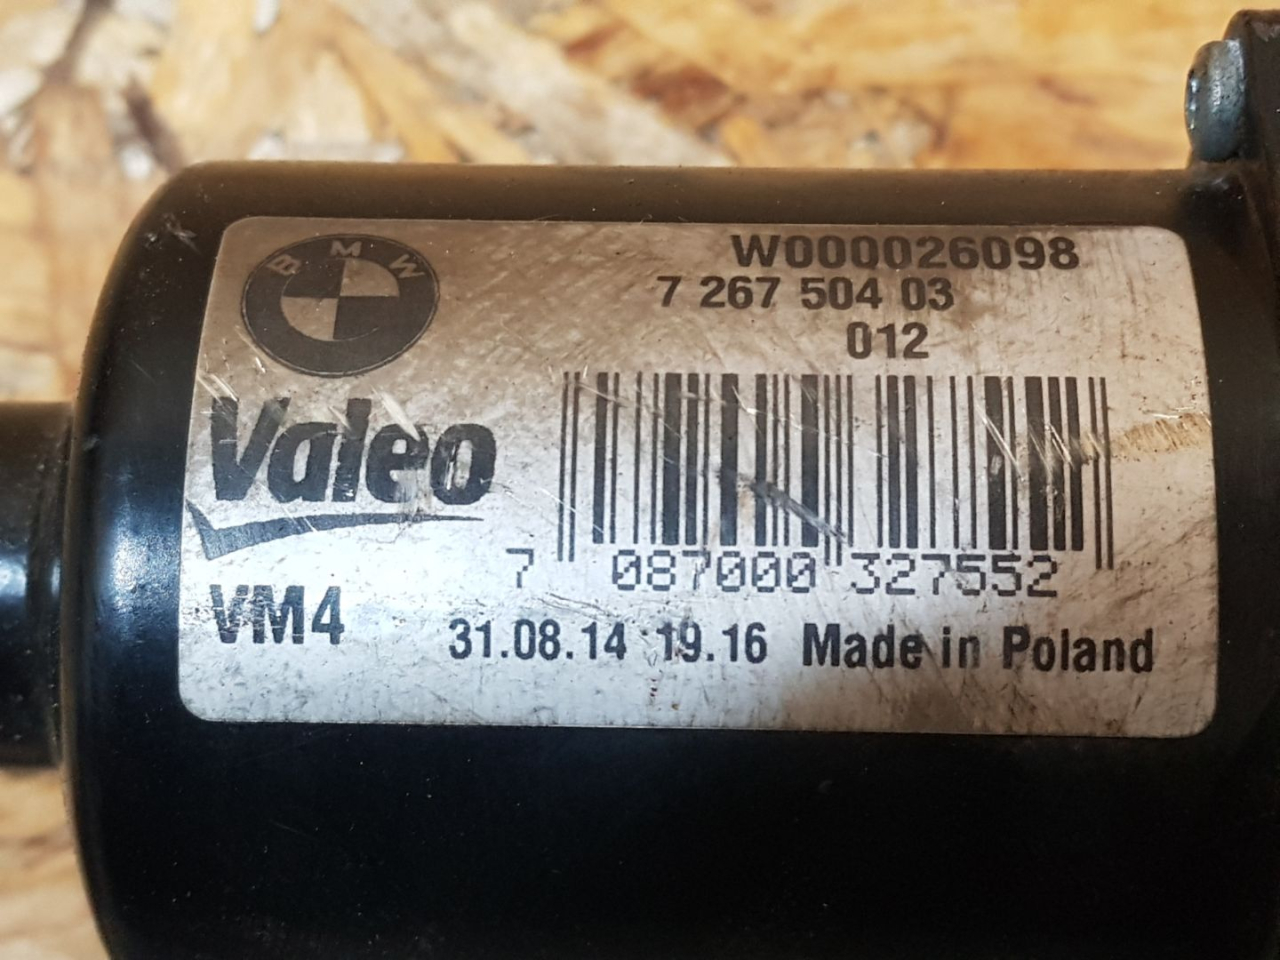 BMW
W000026098
7 267 504 03
012
Valeo
7 087000 327552
VM4
31.08.14 19.16 Made in Poland